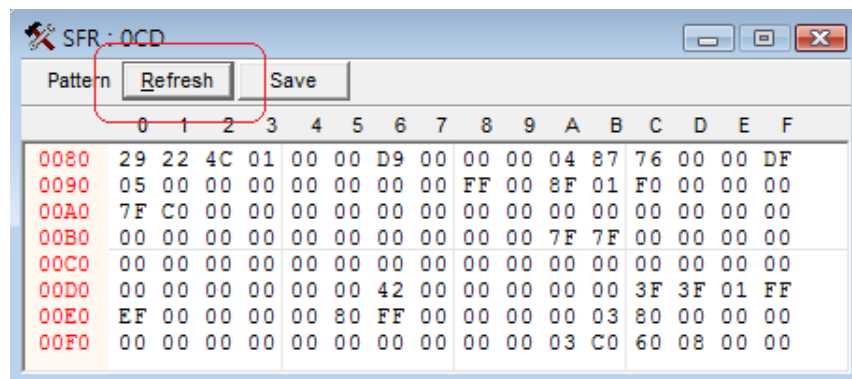 SFR : 0CD
Pattern Refresh Save
0 1 2 3 4 5 6 7 8 9 A B C D E F
0080 29 22 4C 01 00 00 D9 00 00 00 04 87 76 00 00 DF
0090 05 00 00 00 00 00 00 00 FF 00 8F 01 F0 00 00 00
00A0 7F C0 00 00 00 00 00 00 00 00 00 00 00 00 00 00
00B0 00 00 00 00 00 00 00 00 00 00 7F 7F 00 00 00 00
00C0 00 00 00 00 00 00 00 00 00 00 00 00 00 00 00 00
00D0 00 00 00 00 00 00 42 00 00 00 00 00 3F 3F 01 FF
00E0 EF 00 00 00 00 80 FF 00 00 00 00 03 80 00 00 00
00F0 00 00 00 00 00 00 00 00 00 00 03 C0 60 08 00 00